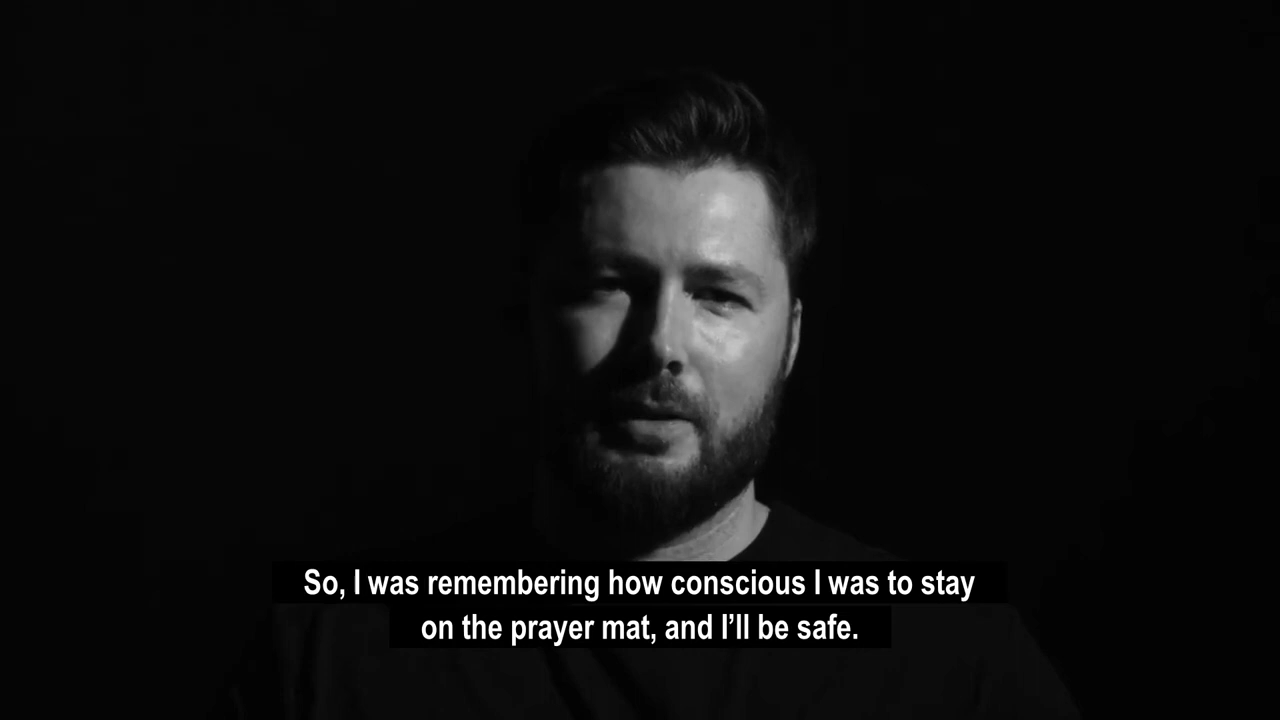 So, I was remembering how conscious I was to stay
on the prayer mat, and I’ll be safe.